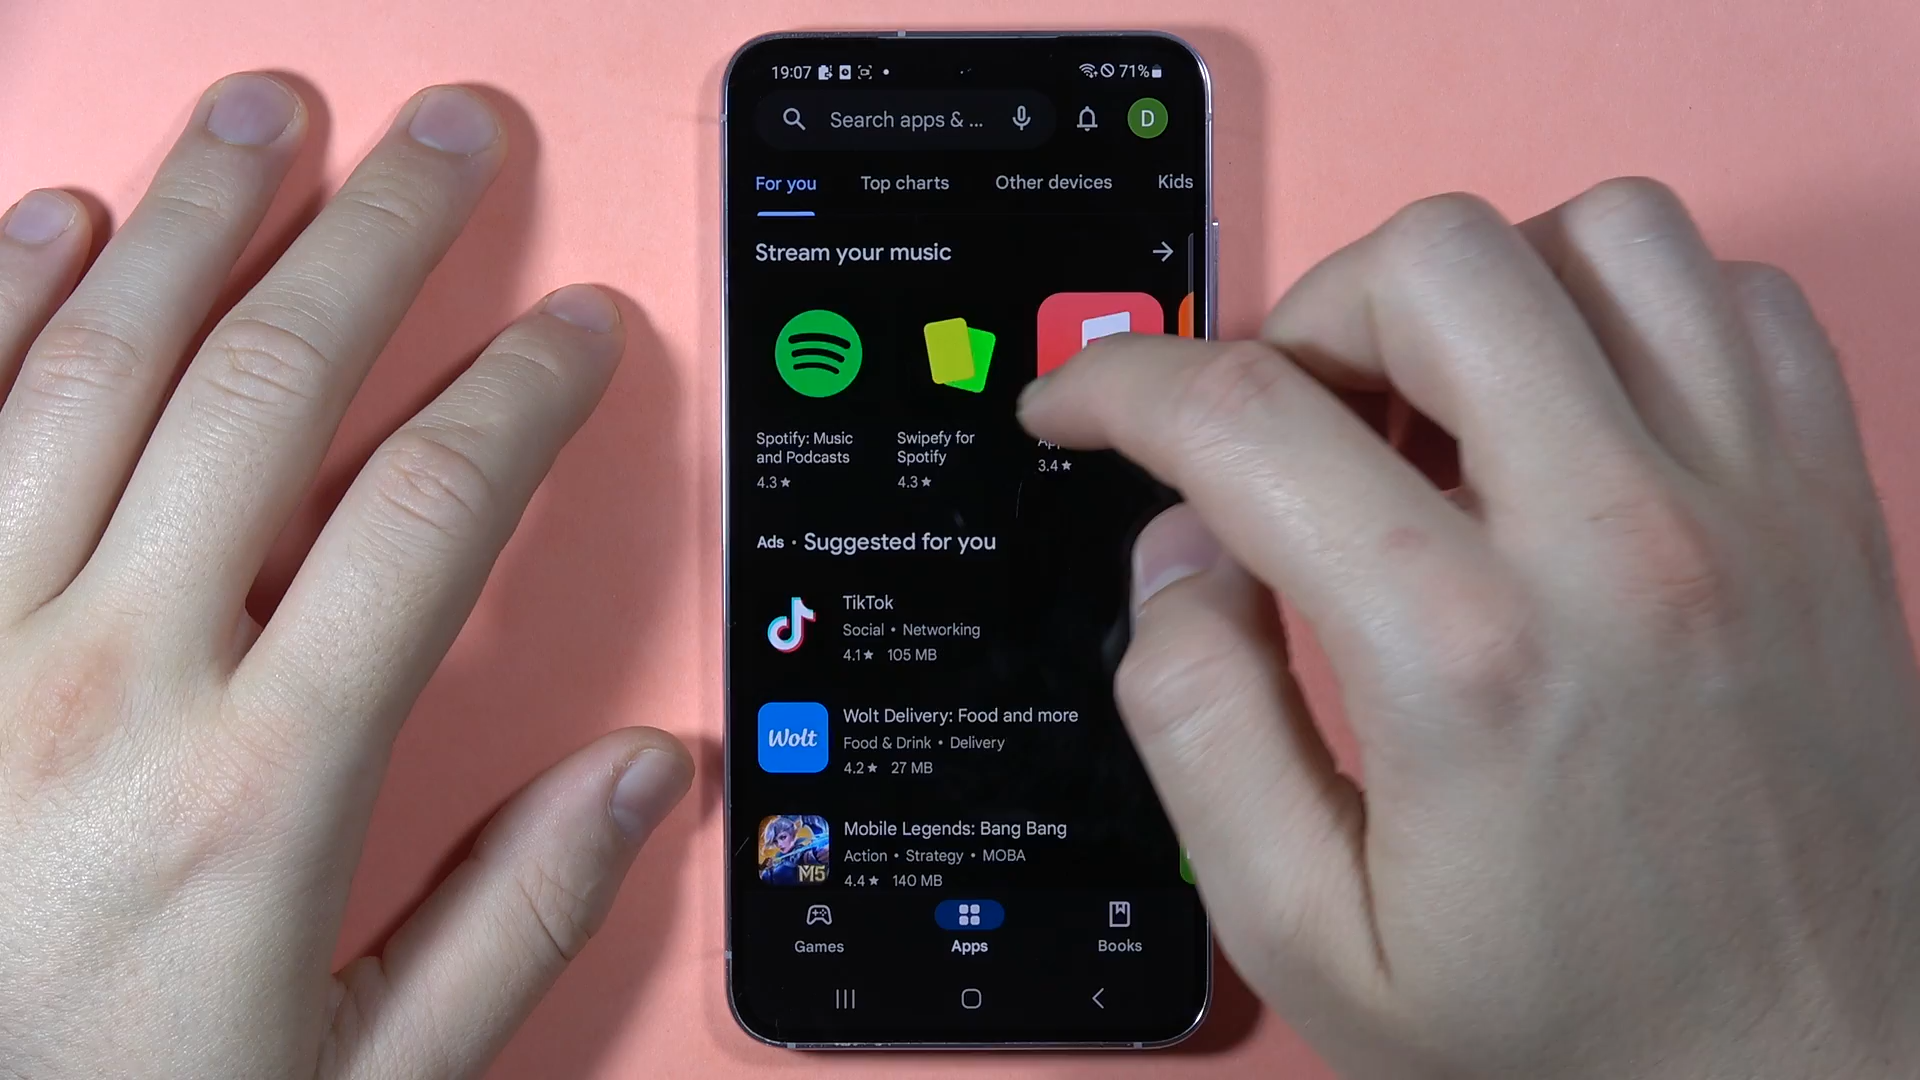 19:07 71%
Search apps & ...
D
For you Top charts Other devices Kids
Stream your music
Spotify: Music
and Podcasts
4.3★
Swipefy for
Spotify
4.3★
3.4★
Ads • Suggested for you
TikTok
Social • Networking
4.1★ 105 MB
Wolt
Wolt Delivery: Food and more
Food & Drink • Delivery
4.2★ 27 MB
M5
Mobile Legends: Bang Bang
Action • Strategy • MOBA
4.4★ 140 MB
Games Apps Books